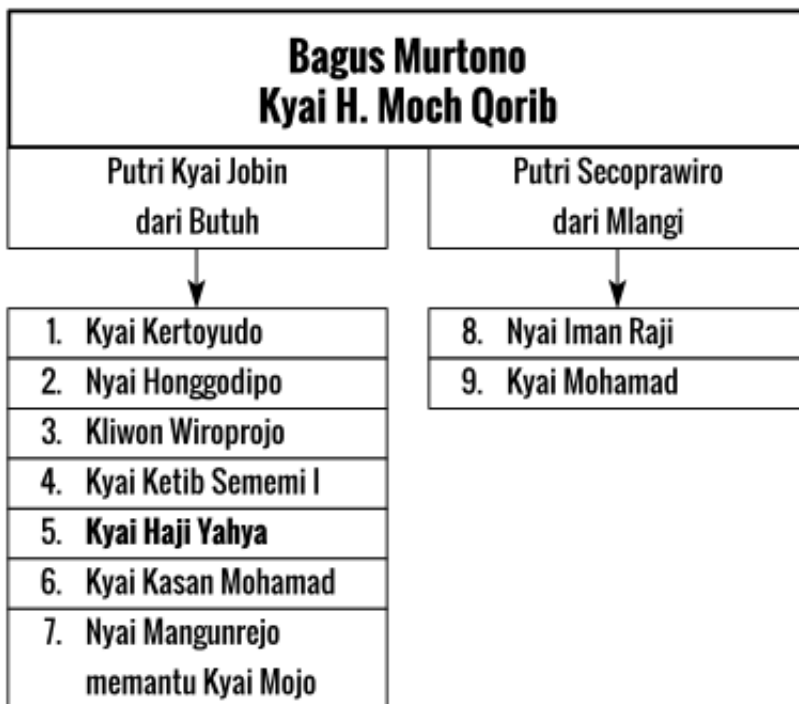 Bagus Murtono
Kyai H. Moch Qorib
Putri Kyai Jobin
dari Butuh
Putri Secoprawiro
dari Mlangi
1. Kyai Kertoyudo
2. Nyai Honggodipo
3. Kliwon Wiroprojo
4. Kyai Ketib Sememi I
5. Kyai Haji Yahya
6. Kyai Kasan Mohamad
7. Nyai Mangunrejo
memantu Kyai Mojo
8. Nyai Iman Raji
9. Kyai Mohamad